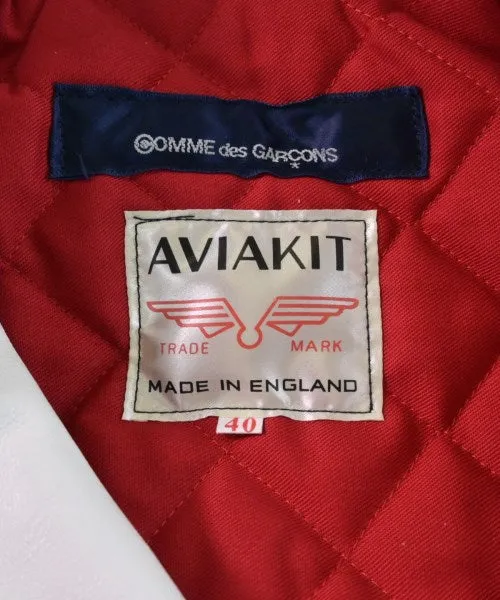 COMME des GARÇONS
AVIAKIT
TRADE MARK
MADE IN ENGLAND
40